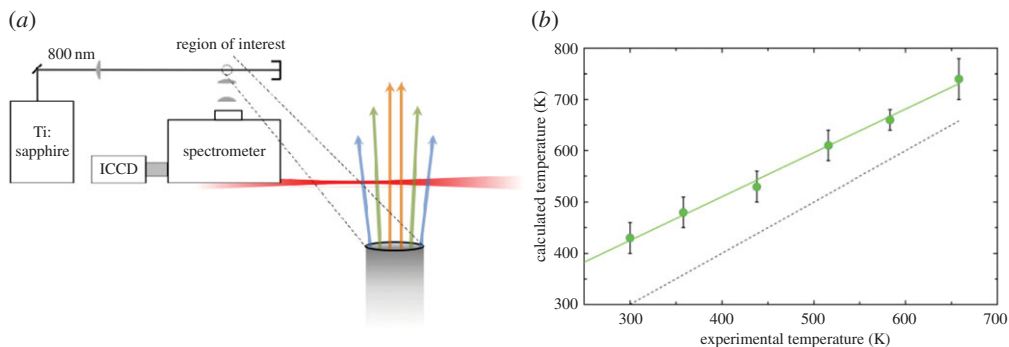 (a)
region of interest
800 nm
Ti:
sapphire
ICCD
spectrometer
(b)
calculated temperature (K)
800
700
600
500
400
300
300
400
500
600
700
experimental temperature (K)